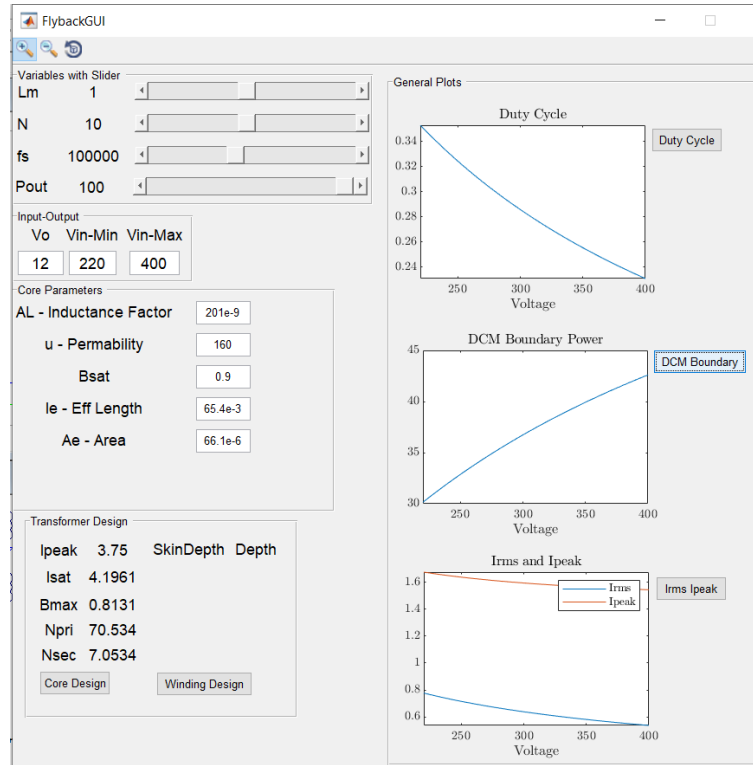 FlybackGUI
Variables with Slider
Lm 1
N 10
fs 100000
Pout 100
Input-Output
Vo Vin-Min Vin-Max
12 220 400
Core Parameters
AL - Inductance Factor 201e-9
u - Permability 160
Bsat 0.9
le - Eff Length 65.4e-3
Ae - Area 66.1e-6
Transformer Design
Ipeak 3.75 SkinDepth Depth
Isat 4.1961
Bmax 0.8131
Npri 70.534
Nsec 7.0534
Core Design Winding Design
General Plots
Duty Cycle
Duty Cycle
0.34
0.32
0.3
0.28
0.26
0.24
250 300 350 400
Voltage
DCM Boundary Power
DCM Boundary
45
40
35
30
250 300 350 400
Voltage
Irms and Ipeak
Irms Ipeak
Irms
Ipeak
1.6
1.4
1.2
1
0.8
0.6
250 300 350 400
Voltage